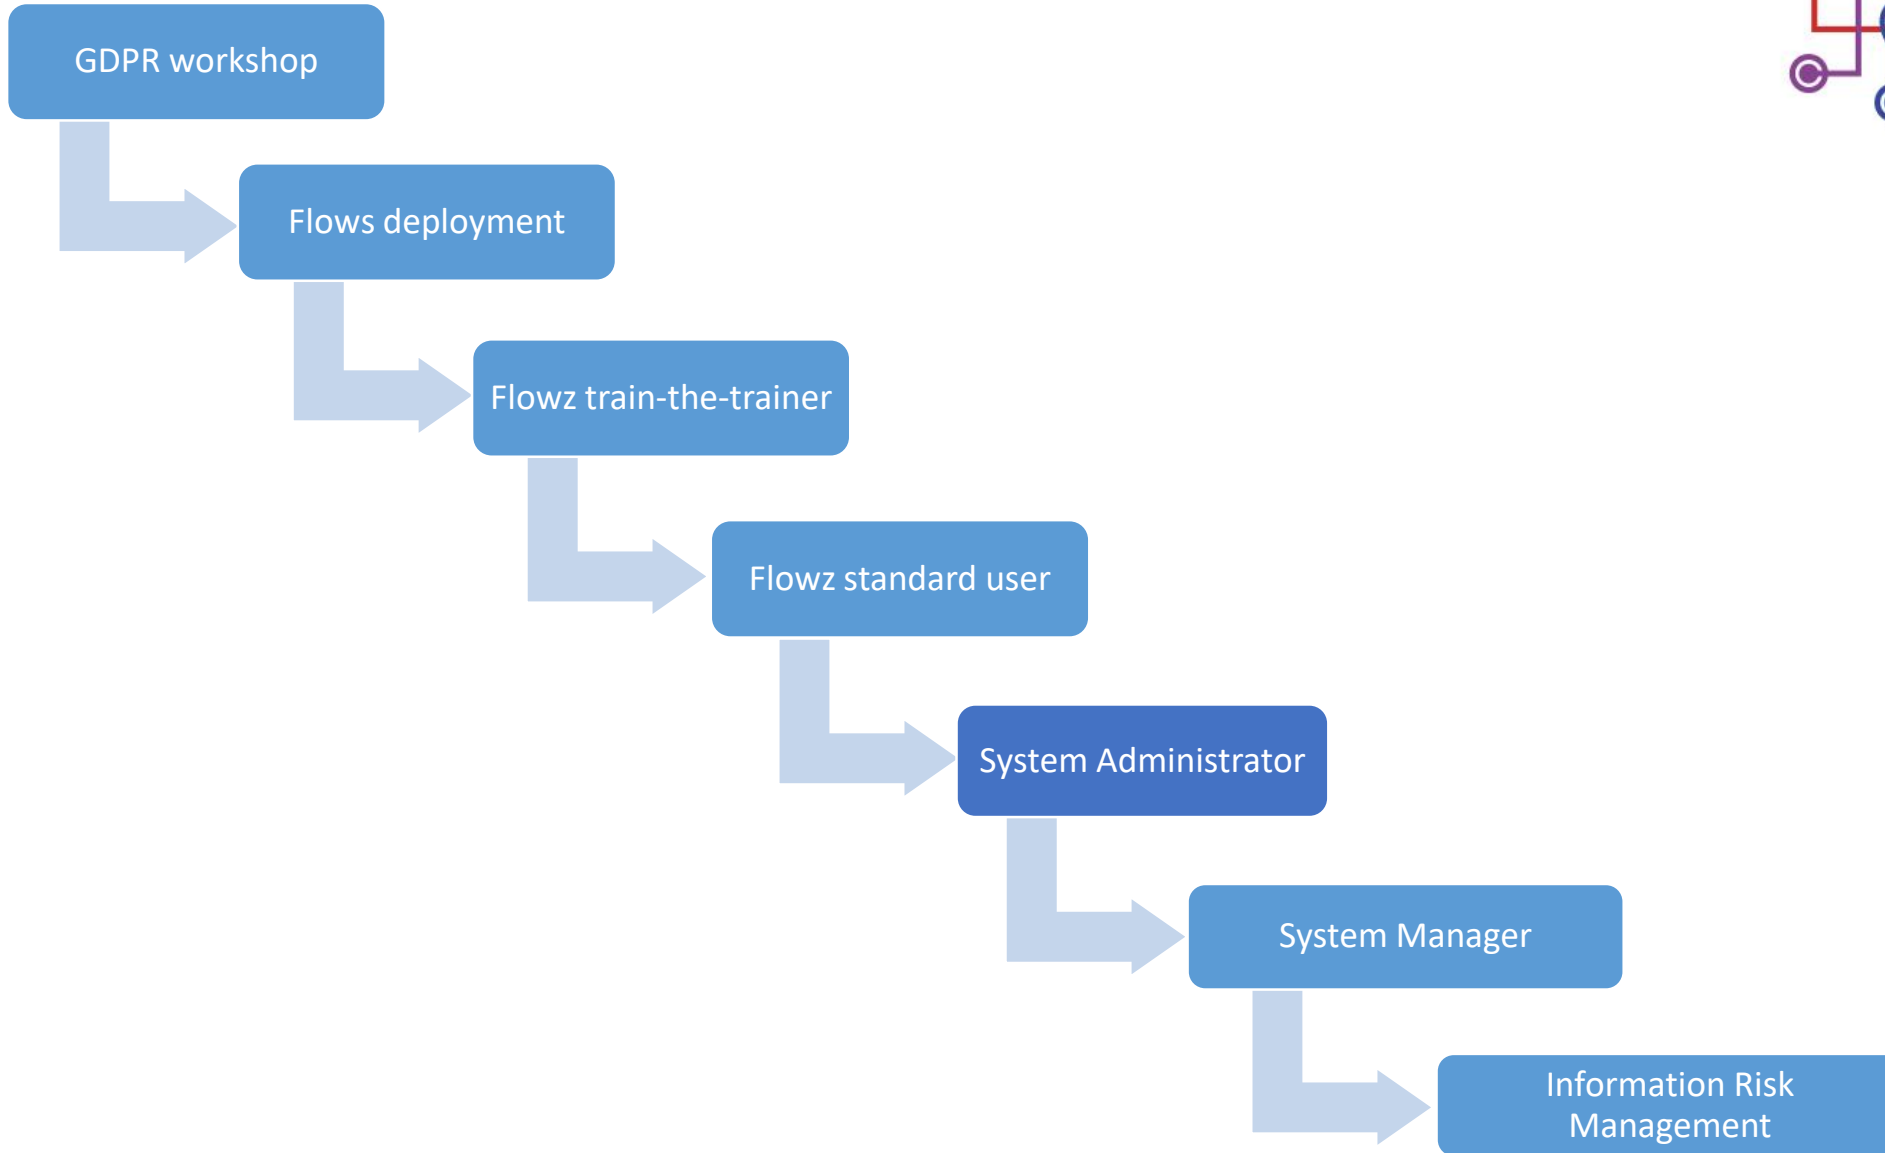 GDPR workshop
Flows deployment
Flowz train-the-trainer
Flowz standard user
System Administrator
System Manager
Information Risk
Management